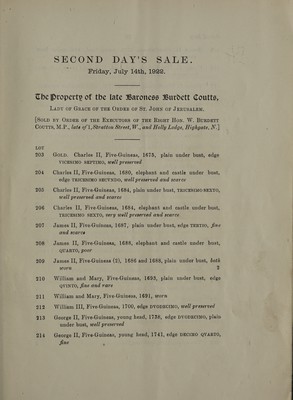 SECOND DAY'S SALE.
Friday, July 14th, 1922.
The Property of the late Baroness Burdett Coutts,
LADY OF GRACE OF THE ORDER OF ST. JOHN OF JERUSALEM.
[SOLD BY ORDER OF THE EXECUTORS OF THE RIGHT HON. W. BURDETT
COUTTS, M.P., late of 1, Stratton Street, W., and Holly Lodge, Highgate, N.]
LOT
203 GOLD. Charles II, Five-Guineas, 1675, plain under bust, edge
VICESIMO SEPTIMO, well preserved
204 Charles II, Five-Guineas, 1680, elephant and castle under bust,
edge TRICESIMO SECVNDO, well preserved and scarce
205 Charles II, Five-Guineas, 1684, plain under bust, TRICESIMO SEXTO,
well preserved and scarce
206 Charles II, Five-Guineas, 1684, elephant and castle under bust,
TRICESIMO SEXTO, very well preserved and scarce
207 James II, Five-Guineas, 1687, plain under bust, edge TERTIO, fine
and scarce
208 James II, Five-Guineas, 1688, elephant and castle under bust,
QUARTO, poor
209 James II, Five-Guineas (2), 1686 and 1688, plain under bust, both
worn 2
210 William and Mary, Five-Guineas, 1693, plain under bust, edge
QVINTO, fine and rare
211 William and Mary, Five-Guineas, 1691, worn
212 William III, Five-Guineas, 1700, edge DVODECIMO, well preserved
213 George II, Five-Guineas, young head, 1738, edge DVODECIMO, plain
under bust, well preserved
214 George II, Five-Guineas, young head, 1741, edge DECIMO QVARTO,
fine